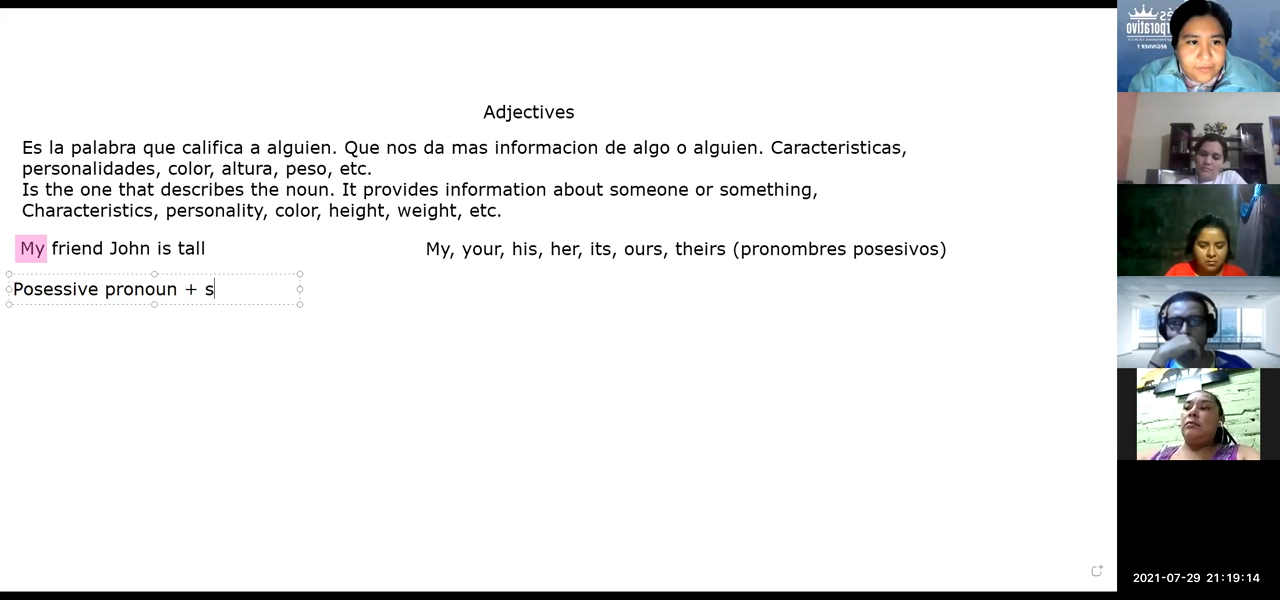 Adjectives
Es la palabra que califica a alguien. Que nos da mas informacion de algo o alguien. Caracteristicas,
personalidades, color, altura, peso, etc.
Is the one that describes the noun. It provides information about someone or something,
Characteristics, personality, color, height, weight, etc.
My friend John is tall
My, your, his, her, its, ours, theirs (pronombres posesivos)
Posessive pronoun + s
2021-07-29 21:19:14